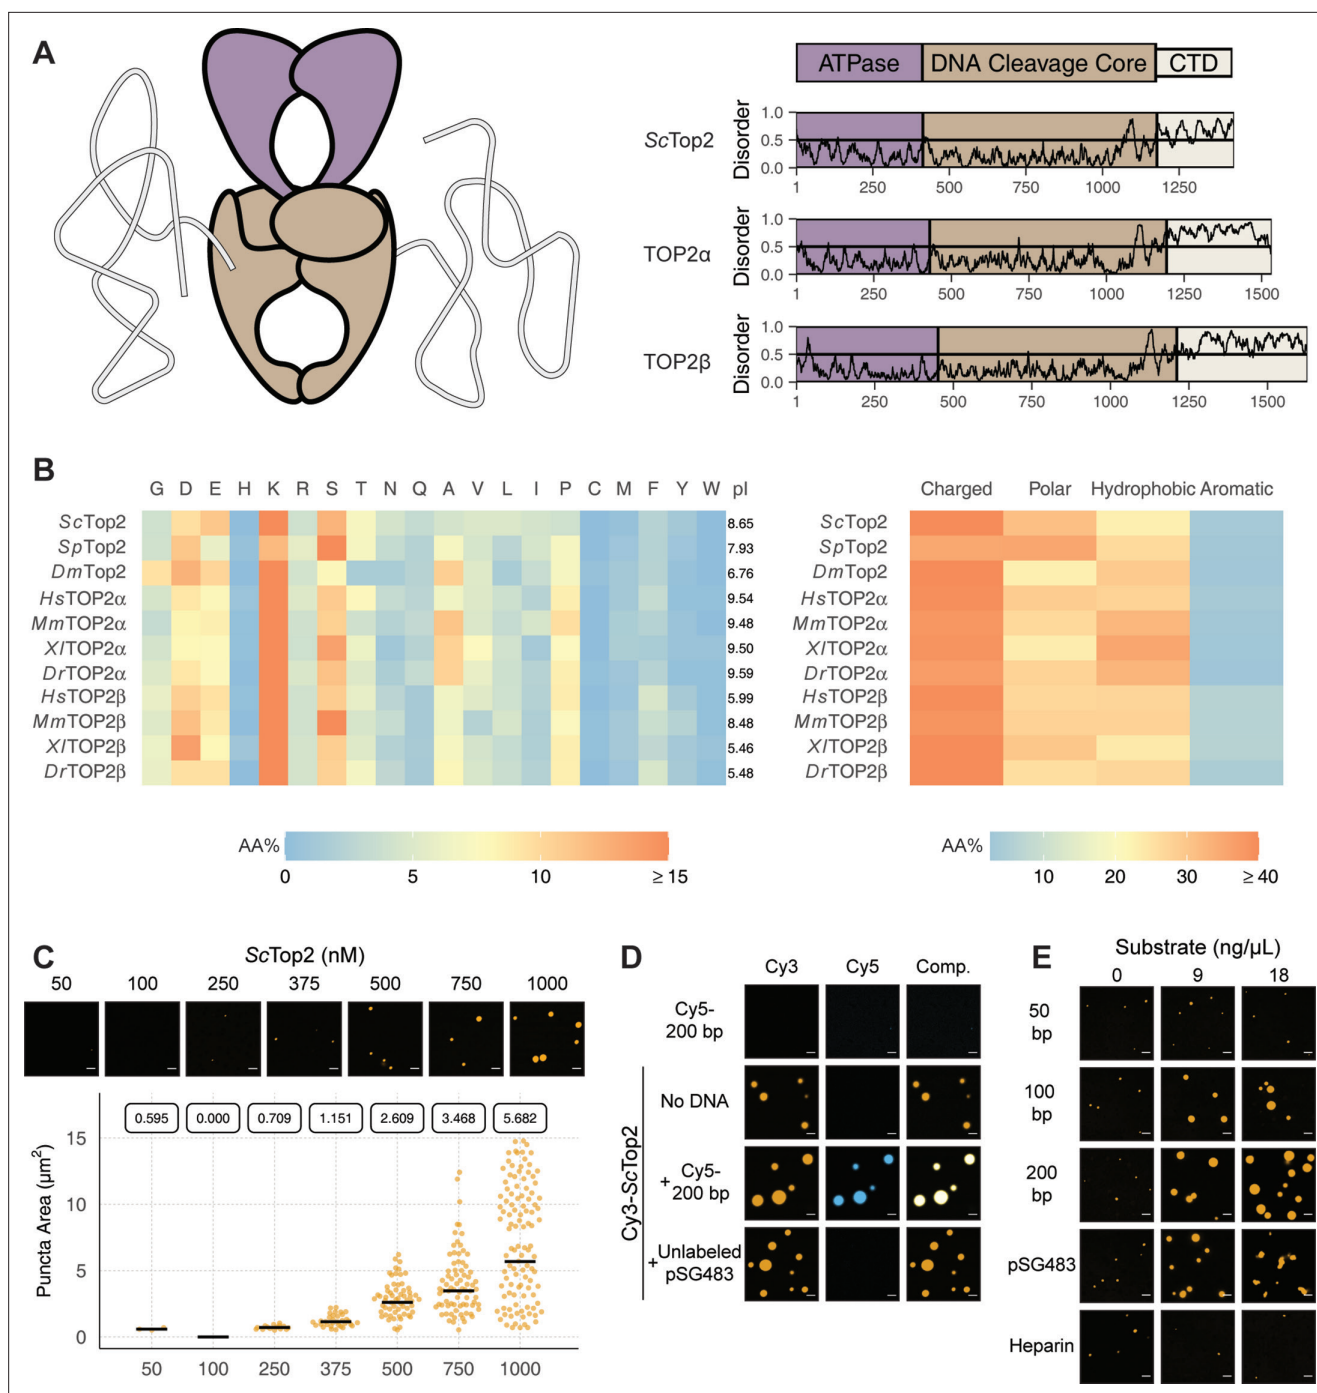 A
ATPase DNA Cleavage Core CTD
ScTop2
Disorder
1.0
0.5
0.0
1 250 500 750 1000 1250
TOP2α
Disorder
1.0
0.5
0.0
1 250 500 750 1000 1250 1500
TOP2β
Disorder
1.0
0.5
0.0
1 250 500 750 1000 1250 1500
B
G D E H K R S T N Q A V L I P C M F Y W pI
ScTop2 8.65
SpTop2 7.93
DmTop2 6.76
HsTOP2α 9.54
MmTOP2α 9.48
XlTOP2α 9.50
DrTOP2α 9.59
HsTOP2β 5.99
MmTOP2β 8.48
XlTOP2β 5.46
DrTOP2β 5.48
AA%
0 5 10 ≥ 15
Charged Polar Hydrophobic Aromatic
ScTop2
SpTop2
DmTop2
HsTOP2α
MmTOP2α
XlTOP2α
DrTOP2α
HsTOP2β
MmTOP2β
XlTOP2β
DrTOP2β
AA%
10 20 30 ≥ 40
C
ScTop2 (nM)
50 100 250 375 500 750 1000
0.595 0.000 0.709 1.151 2.609 3.468 5.682
Puncta Area (µm²)
15
10
5
0
50 100 250 375 500 750 1000
D
Cy3 Cy5 Comp.
Cy5-
200 bp
Cy3-ScTop2
No DNA
+ Cy5-
200 bp
+ Unlabeled
pSG483
E
Substrate (ng/µL)
0 9 18
50
bp
100
bp
200
bp
pSG483
Heparin